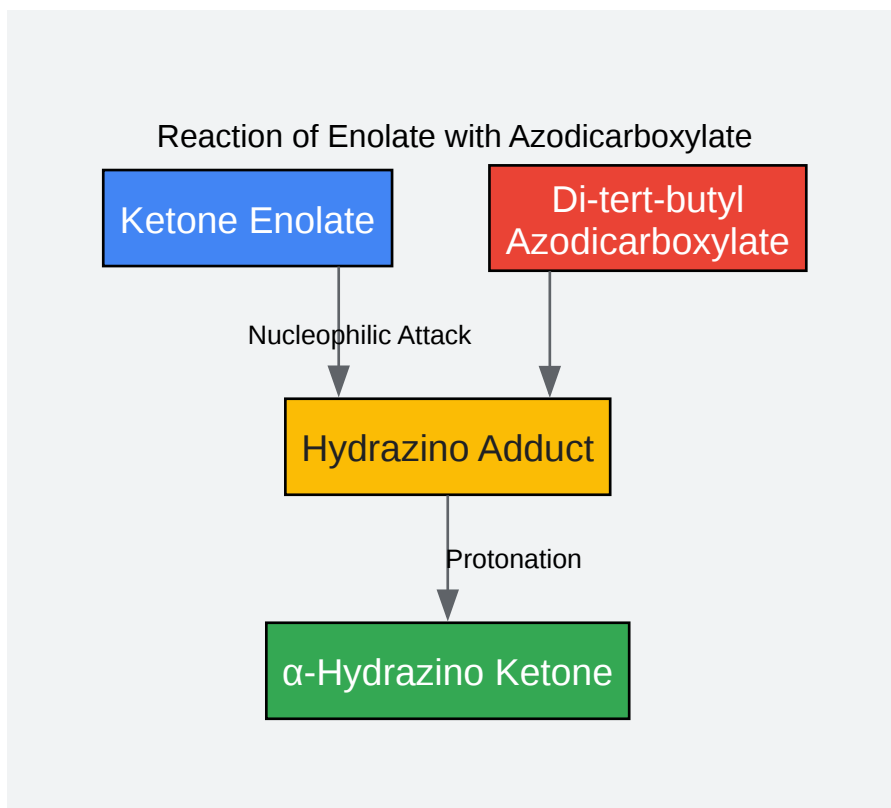 Reaction of Enolate with Azodicarboxylate
Ketone Enolate
Di-tert-butyl
Azodicarboxylate
Nucleophilic Attack
Hydrazino Adduct
Protonation
α-Hydrazino Ketone